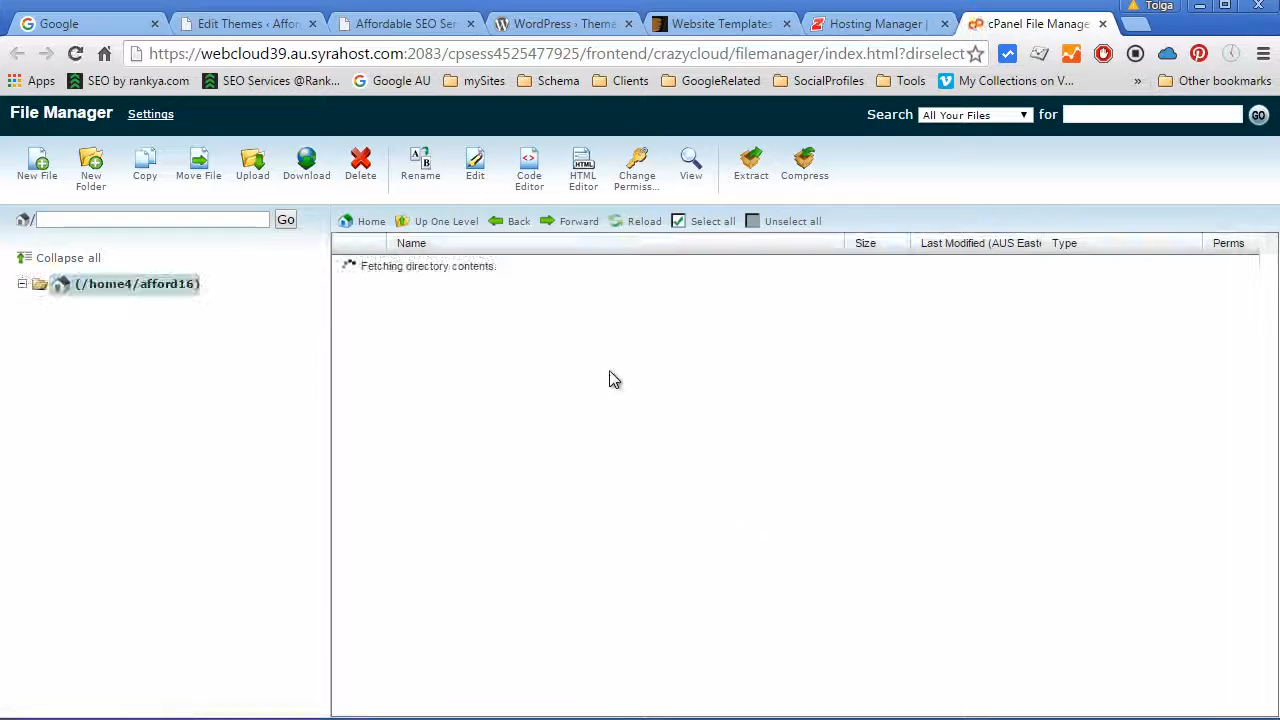 Google
Edit Themes ‹ Affor
Affordable SEO Ser
WordPress › Theme
Website Templates
Hosting Manager |
cPanel File Manage
Tolga
https://webcloud39.au.syrahost.com:2083/cpsess4525477925/frontend/crazycloud/filemanager/index.html?dirselect
Apps
SEO by rankya.com
SEO Services @Rank...
Google AU
mySites
Schema
Clients
GoogleRelated
SocialProfiles
Tools
My Collections on V...
»
Other bookmarks
File Manager
Settings
Search
All Your Files
for
GO
New File
New Folder
Copy
Move File
Upload
Download
Delete
Rename
Edit
Code Editor
HTML Editor
Change Permiss...
View
Extract
Compress
/
Go
Home
Up One Level
Back
Forward
Reload
Select all
Unselect all
Collapse all
(/home4/afford16)
Name
Size
Last Modified (AUS Easte
Type
Perms
Fetching directory contents.